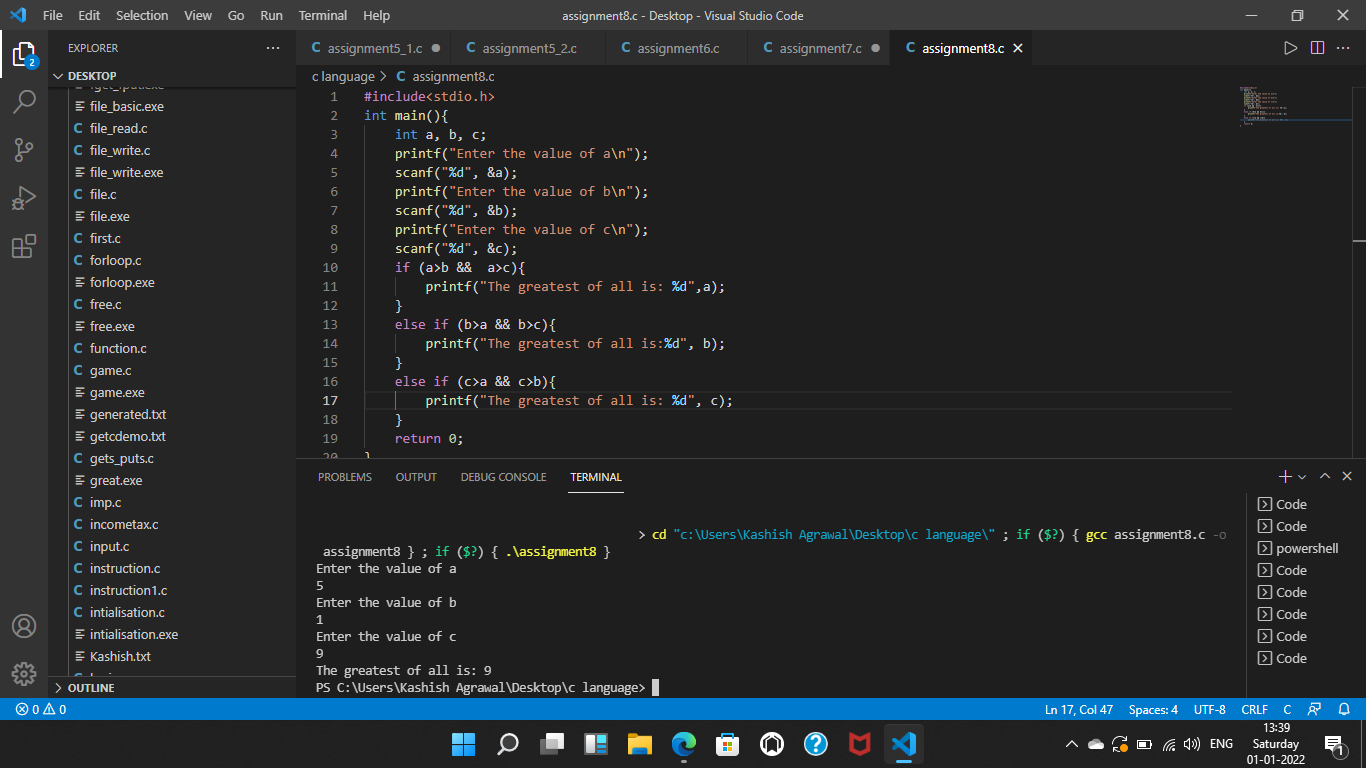 File Edit Selection View Go Run Terminal Help assignment8.c - Desktop - Visual Studio Code
EXPLORER ···
assignment5_1.c ● assignment5_2.c assignment6.c assignment7.c ● assignment8.c
DESKTOP
c language > C assignment8.c
2
file_basic.exe
file_read.c
file_write.c
file_write.exe
file.c
file.exe
first.c
forloop.c
forloop.exe
free.c
free.exe
function.c
game.c
game.exe
generated.txt
getcdemo.txt
gets_puts.c
great.exe
imp.c
incometax.c
input.c
instruction.c
instruction1.c
intialisation.c
intialisation.exe
Kashish.txt
OUTLINE
1 #include<stdio.h>
2 int main(){
3 int a, b, c;
4 printf("Enter the value of a\n");
5 scanf("%d", &a);
6 printf("Enter the value of b\n");
7 scanf("%d", &b);
8 printf("Enter the value of c\n");
9 scanf("%d", &c);
10 if (a>b &&  a>c){
11 printf("The greatest of all is: %d",a);
12 }
13 else if (b>a && b>c){
14 printf("The greatest of all is:%d", b);
15 }
16 else if (c>a && c>b){
17 printf("The greatest of all is: %d", c);
18 }
19 return 0;
20 }
PROBLEMS OUTPUT DEBUG CONSOLE TERMINAL
> cd "c:\Users\Kashish Agrawal\Desktop\c language\" ; if ($?) { gcc assignment8.c -o
assignment8 } ; if ($?) { .\assignment8 }
Enter the value of a
5
Enter the value of b
1
Enter the value of c
9
The greatest of all is: 9
PS C:\Users\Kashish Agrawal\Desktop\c language>
Code
Code
powershell
Code
Code
Code
Code
Code
0 0 Ln 17, Col 47 Spaces: 4 UTF-8 CRLF C
ENG
13:39
Saturday
01-01-2022
1